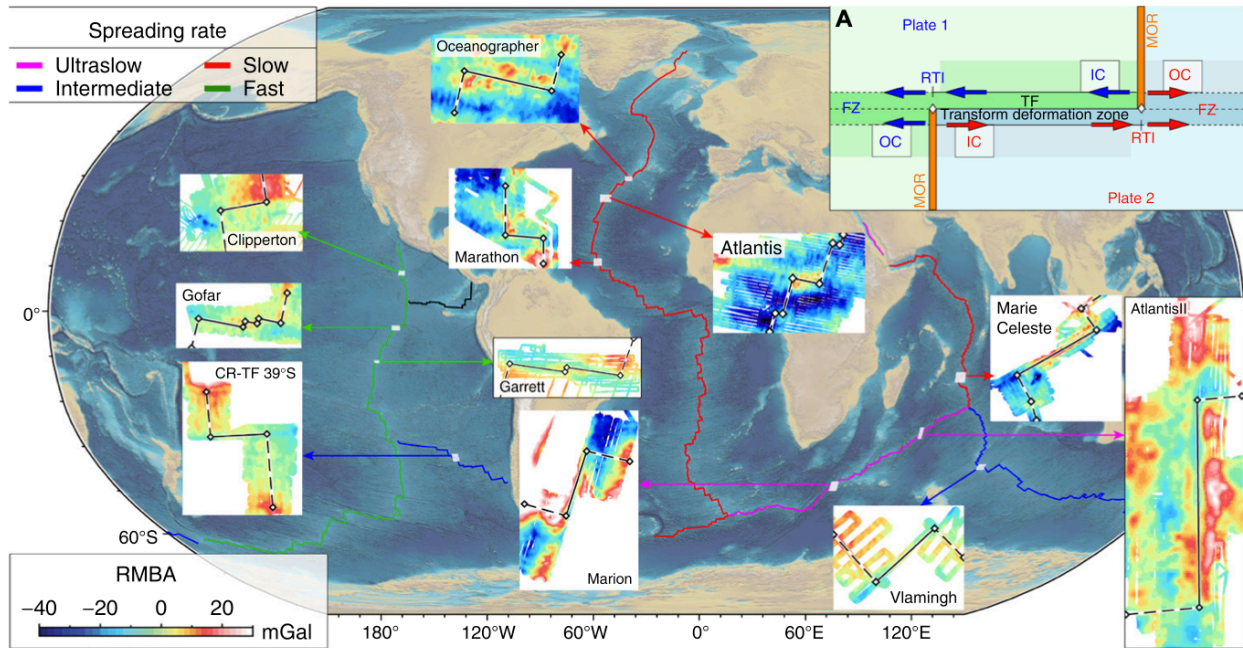 Spreading rate
Ultraslow
Slow
Intermediate
Fast
Oceanographer
Clipperton
Marathon
Atlantis
Gofar
Garrett
CR-TF 39°S
Marion
Vlamingh
Marie
Celeste
AtlantisII
A
Plate 1
MOR
RTI
IC
OC
FZ
TF
FZ
Transform deformation zone
OC
IC
RTI
MOR
Plate 2
0°
60°S
RMBA
−40 −20 0 20
mGal
180° 120°W 60°W 0° 60°E 120°E